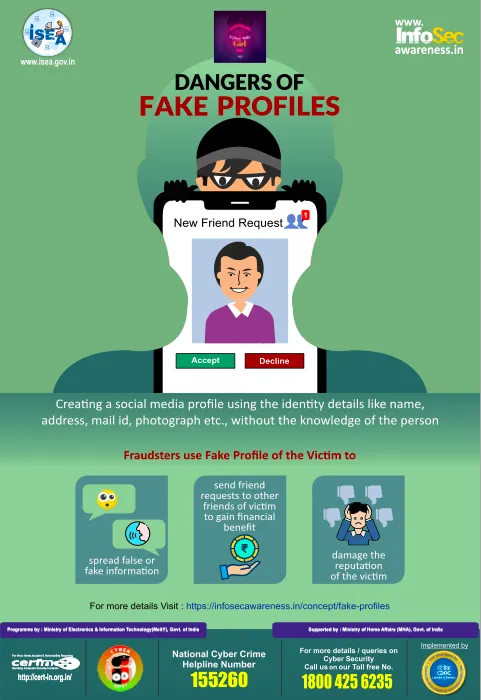 ISEA
www.isea.gov.in
Girl
www.
InfoSec
awareness.in
DANGERS OF
FAKE PROFILES
New Friend Request
1
Accept
Decline
Creating a social media profile using the identity details like name,
address, mail id, photograph etc., without the knowledge of the person
Fraudsters use Fake Profile of the Victim to
spread false or
fake information
send friend
requests to other
friends of victim
to gain financial
benefit
damage the
reputation
of the victim
For more details Visit : https://infosecawareness.in/concept/fake-profiles
Programme by : Ministry of Electronics & Information Technology(MeitY), Govt. of India
Supported by : Ministry of Home Affairs (MHA), Govt. of India
certin
http://cert-in.org.in/
CYBER
National Cyber Crime
Helpline Number
155260
For more details / queries on
Cyber Security
Call us on our Toll free No.
1800 425 6235
Implemented by
CDAC